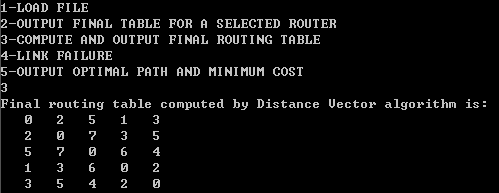 1-LOAD FILE
2-OUTPUT FINAL TABLE FOR A SELECTED ROUTER
3-COMPUTE AND OUTPUT FINAL ROUTING TABLE
4-LINK FAILURE
5-OUTPUT OPTIMAL PATH AND MINIMUM COST
3
Final routing table computed by Distance Vector algorithm is:
0 2 5 1 3
2 0 7 3 5
5 7 0 6 4
1 3 6 0 2
3 5 4 2 0